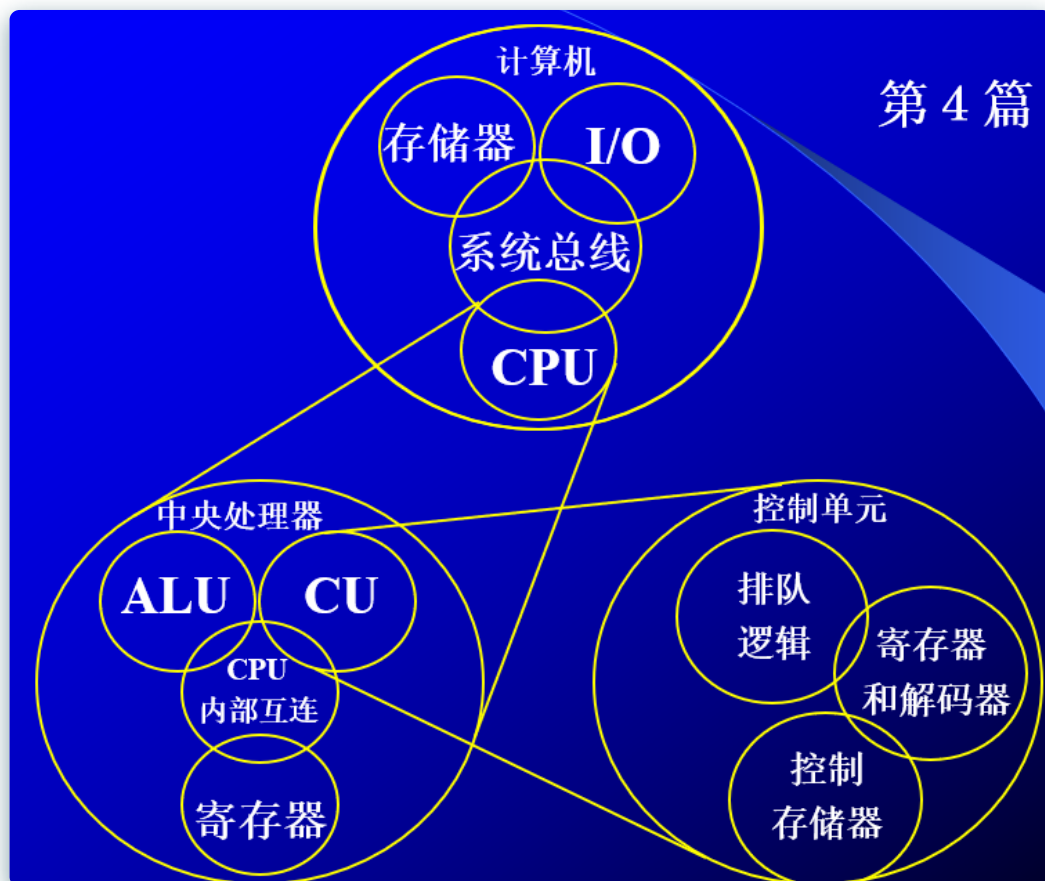 第 4 篇
计算机
存储器
I/O
系统总线
CPU
中央处理器
ALU
CU
CPU
内部互连
寄存器
控制单元
排队
逻辑
寄存器
和解码器
控制
存储器